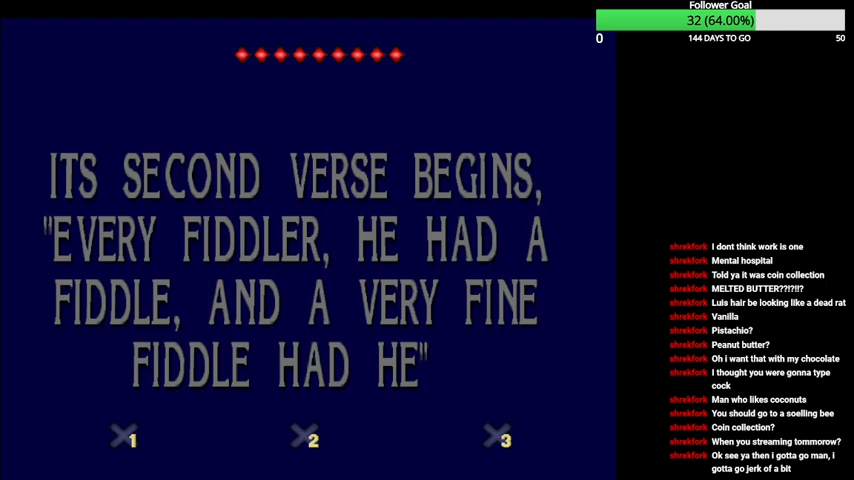 Follower Goal
32 (64.00%)
0
144 DAYS TO GO
50
ITS SECOND VERSE BEGINS,
"EVERY FIDDLER, HE HAD A
FIDDLE, AND A VERY FINE
FIDDLE HAD HE"
1
2
3
shrekfork I dont think work is one
shrekfork Mental hospital
shrekfork Told ya it was coin collection
shrekfork MELTED BUTTER??!?!!?
shrekfork Luis hair be looking like a dead rat
shrekfork Vanilla
shrekfork Pistachio?
shrekfork Peanut butter?
shrekfork Oh i want that with my chocolate
shrekfork I thought you were gonna type
cock
shrekfork Man who likes coconuts
shrekfork You should go to a soelling bee
shrekfork Coin collection?
shrekfork When you streaming tommorow?
shrekfork Ok see ya then i gotta go man, i
gotta go jerk of a bit